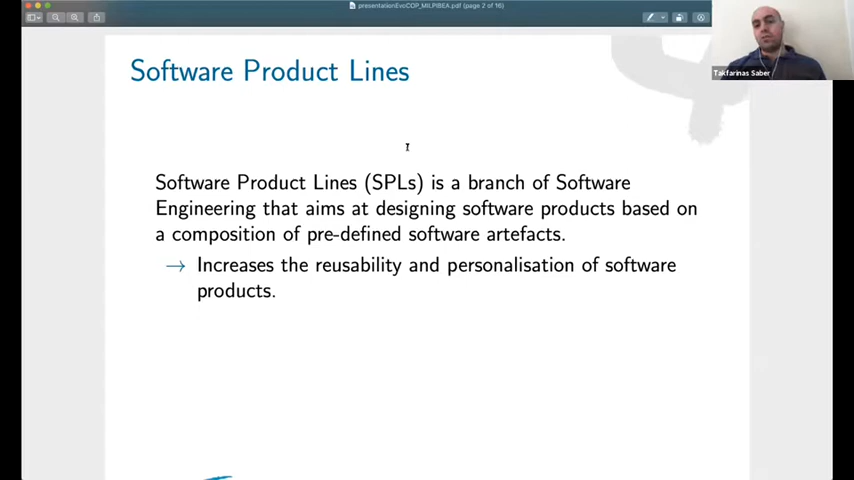 presentationEvoCOP_MILPIBEA.pdf (page 2 of 16)
Takfarinas Saber
Software Product Lines
Software Product Lines (SPLs) is a branch of Software
Engineering that aims at designing software products based on
a composition of pre-defined software artefacts.
→ Increases the reusability and personalisation of software
products.